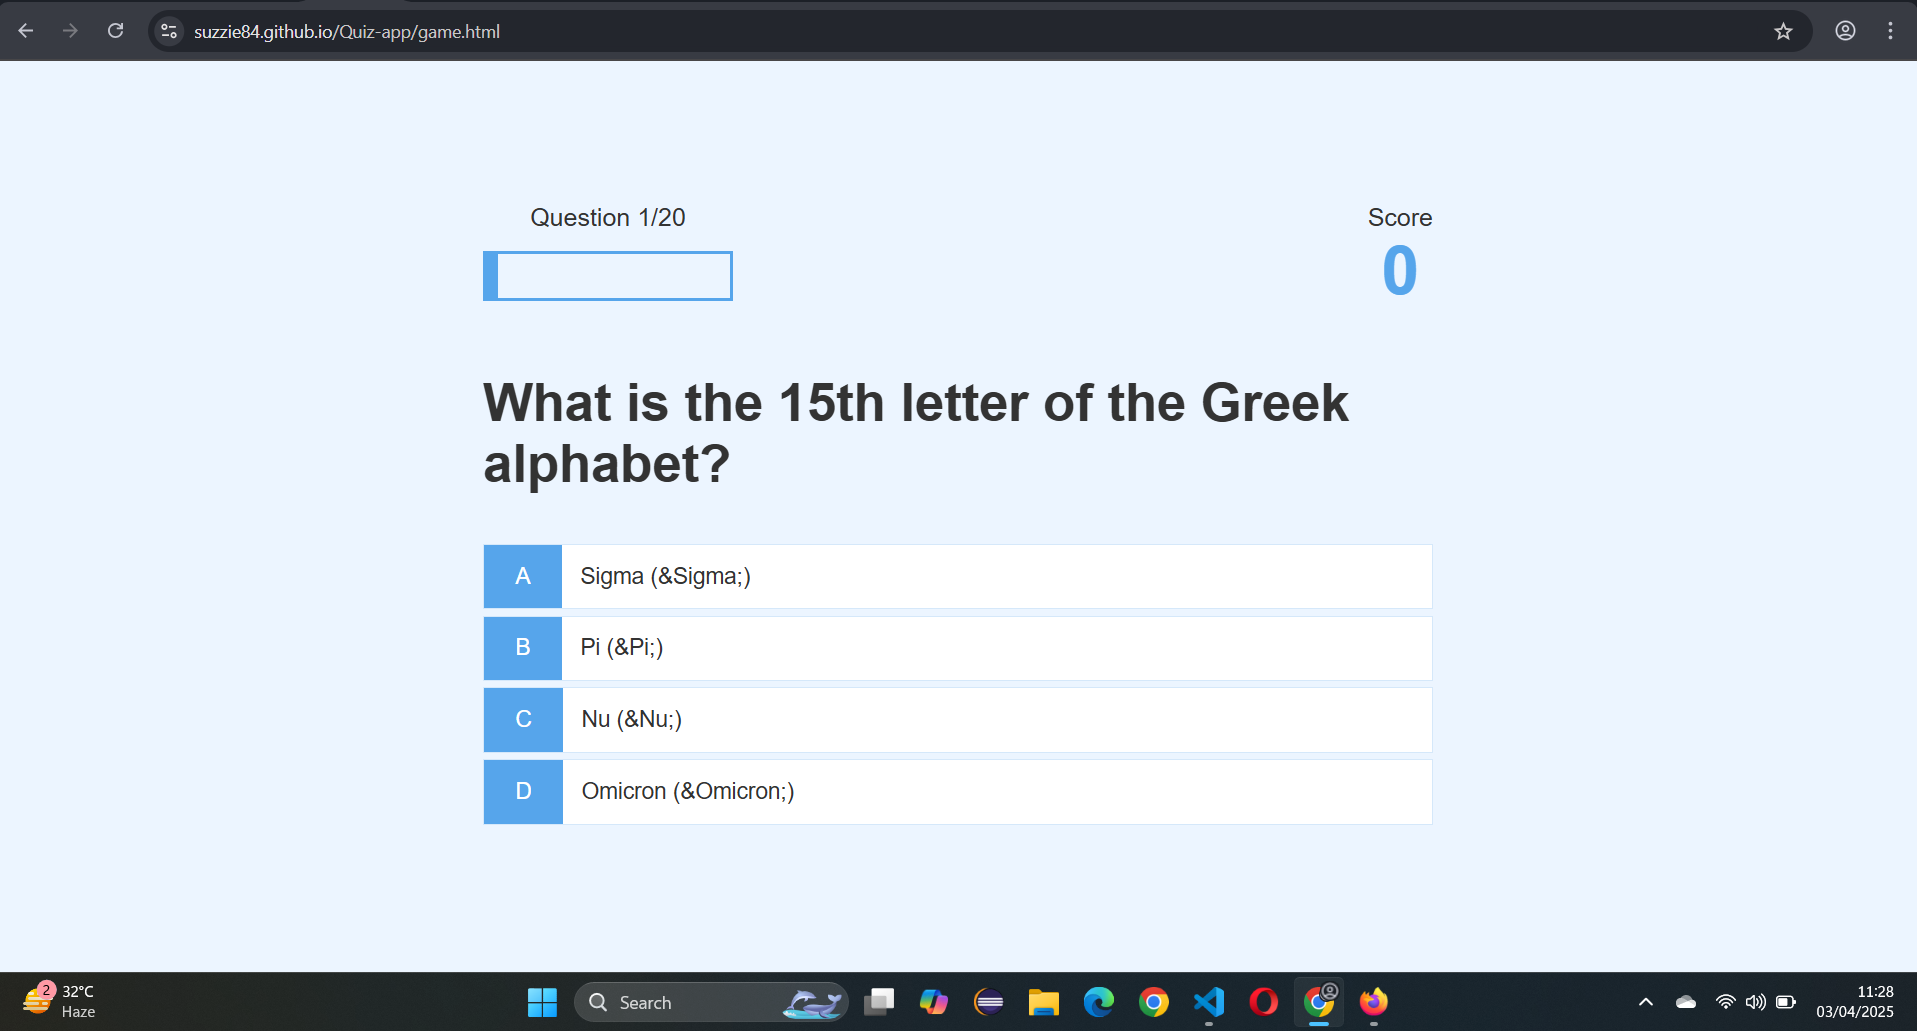 suzzie84.github.io/Quiz-app/game.html
Question 1/20
Score
0
What is the 15th letter of the Greek
alphabet?
A Sigma (&Sigma;)
B Pi (&Pi;)
C Nu (&Nu;)
D Omicron (&Omicron;)
2
32°C
Haze
Search
11:28
03/04/2025